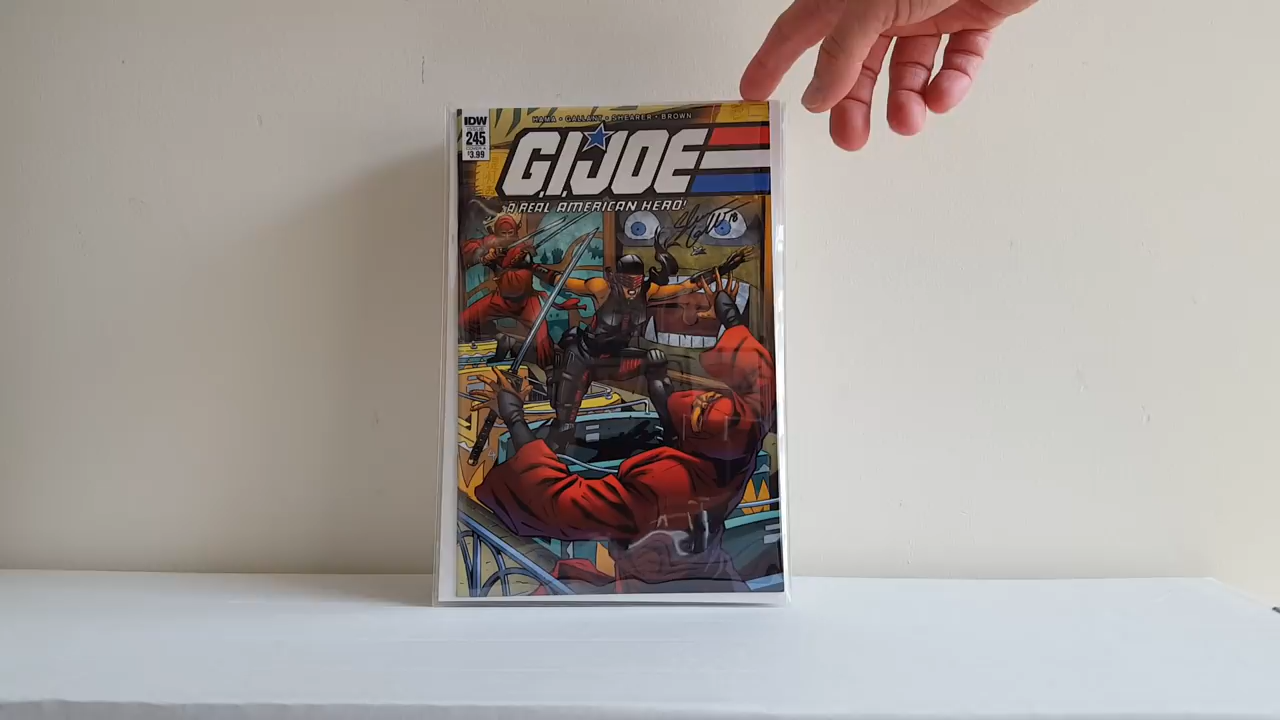 HAMA • GALLANT • SHEARER • BROWN
IDW
245
$3.99
G.I. JOE
A REAL AMERICAN HERO!